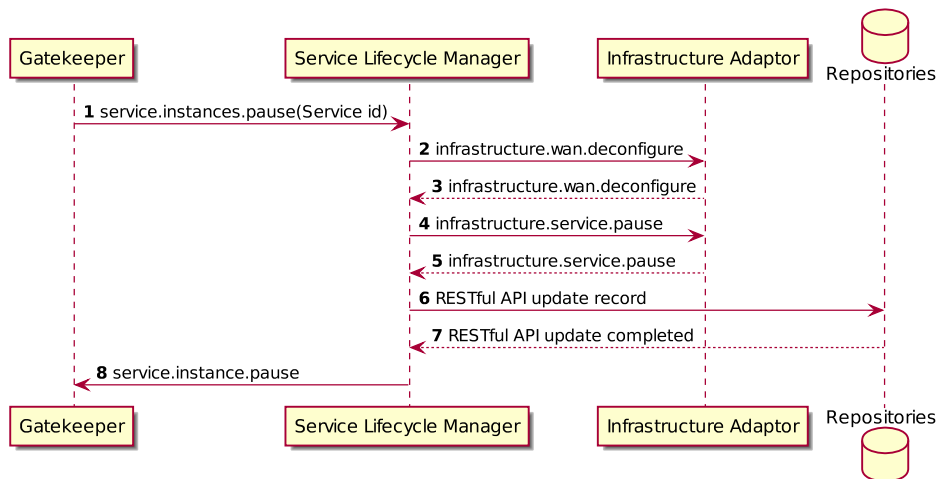 Repositories
Gatekeeper
Service Lifecycle Manager
Infrastructure Adaptor
1 service.instances.pause(Service id)
2 infrastructure.wan.deconfigure
3 infrastructure.wan.deconfigure
4 infrastructure.service.pause
5 infrastructure.service.pause
6 RESTful API update record
7 RESTful API update completed
8 service.instance.pause
Gatekeeper
Service Lifecycle Manager
Infrastructure Adaptor
Repositories